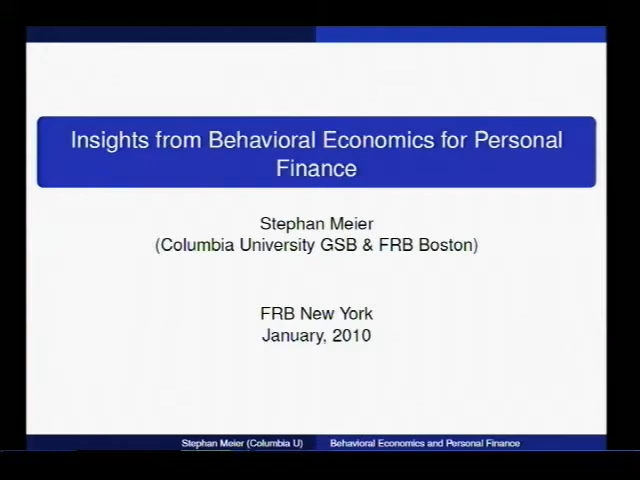 Insights from Behavioral Economics for Personal
Finance
Stephan Meier
(Columbia University GSB & FRB Boston)
FRB New York
January, 2010
Stephan Meier (Columbia U) Behavioral Economics and Personal Finance